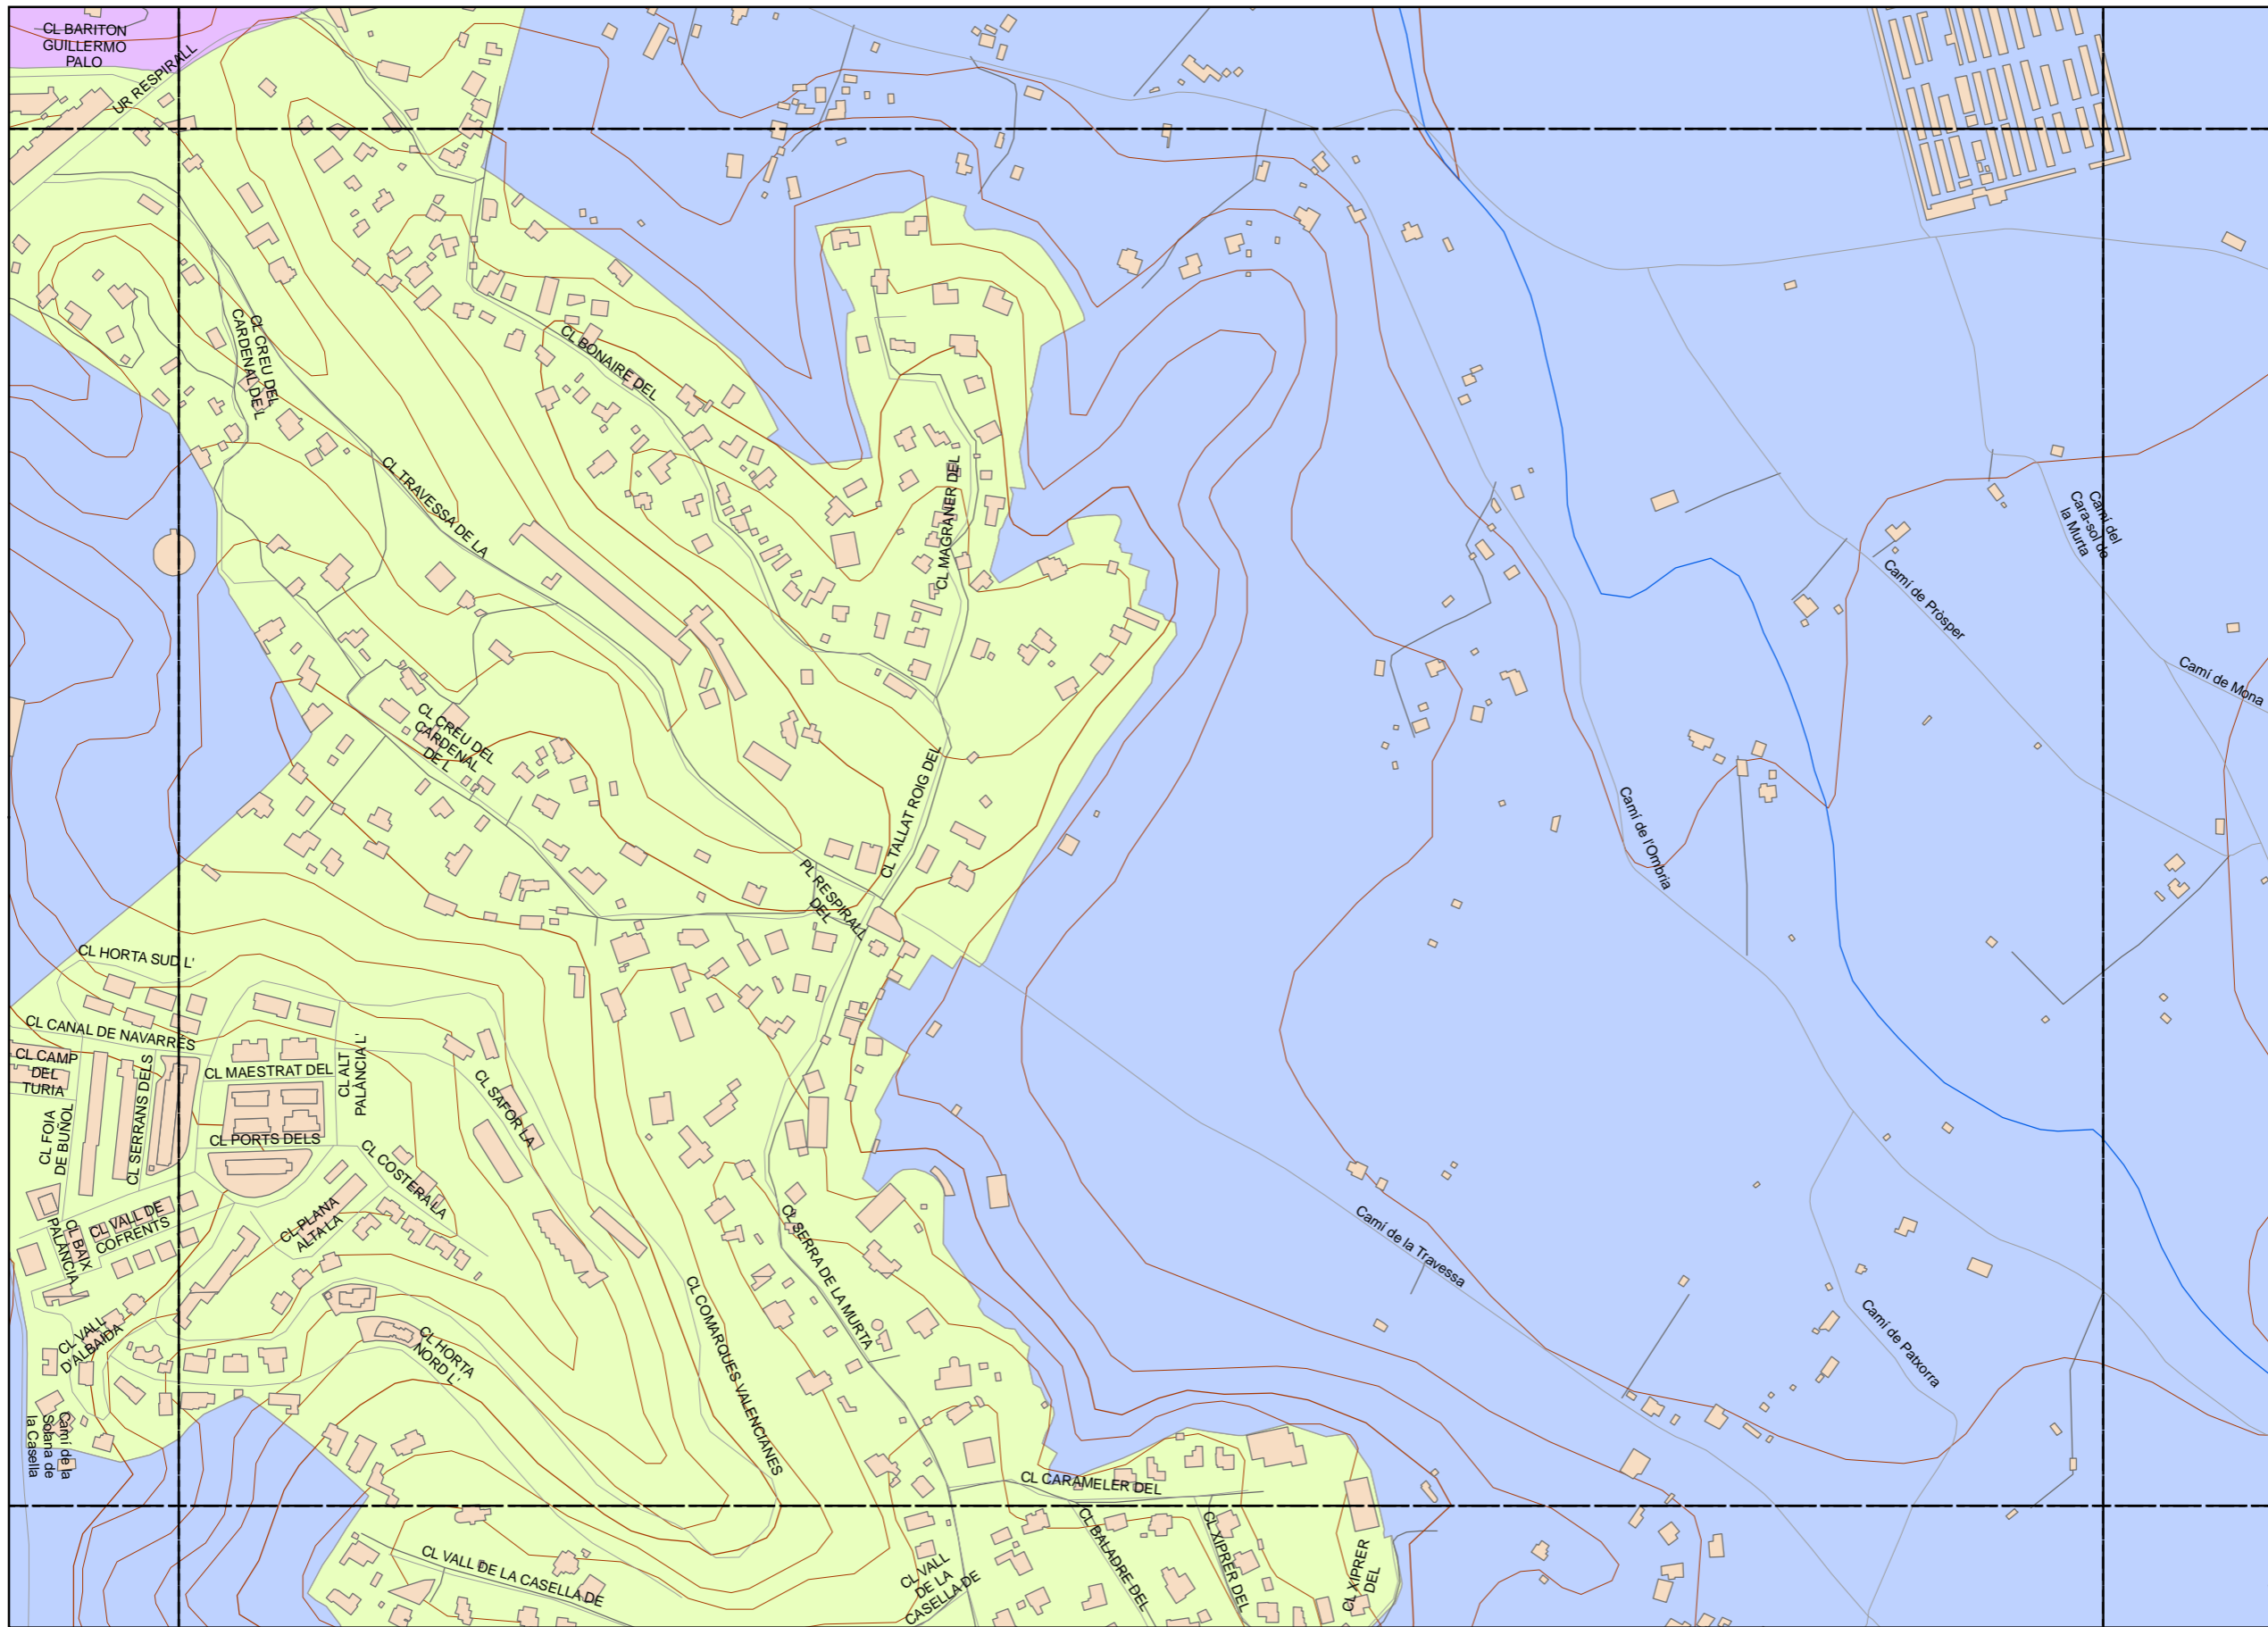 CL BARITON
GUILLERMO
PALO
UR RESPIRALL
CL CREU DEL
CARDENAL DE L
CL BONAIRE DEL
CL TRAVESSA DE LA
CL MAGRANER DEL
Camí del
Cara-sol de
la Murta
Camí de Pròsper
Camí de Mona
CL CREU DEL
CARDENAL
DE L
CL TALLAT ROIG DEL
Camí de l'Ombria
PL RESPIRALL
DEL
CL HORTA SUD L'
CL CANAL DE NAVARRES
CL CAMP
DEL
TURIA
CL MAESTRAT DEL
CL ALT
PALÀNCIA L'
CL SERRANS DELS
CL FOIA
DE BUÑOL
CL SAFOR LA
CL PORTS DELS
CL COSTERA LA
CL VALL DE
COFRENTS
CL PLANA
ALTA LA
CL BAIX
PALÀNCIA
CL SERRA DE LA MURTA
Camí de la Travessa
CL COMARQUES VALENCIANES
CL VALL
D'ALBAIDA
CL HORTA
NORD L'
Camí de Patxorra
Camí de la
Solana de
la Casella
CL CARAMELER DEL
CL BALADRE DEL
CL XIPRER DEL
CL XIPRER
DEL
CL VALL DE LA CASELLA DE
CL VALL
DE LA
CASELLA DE